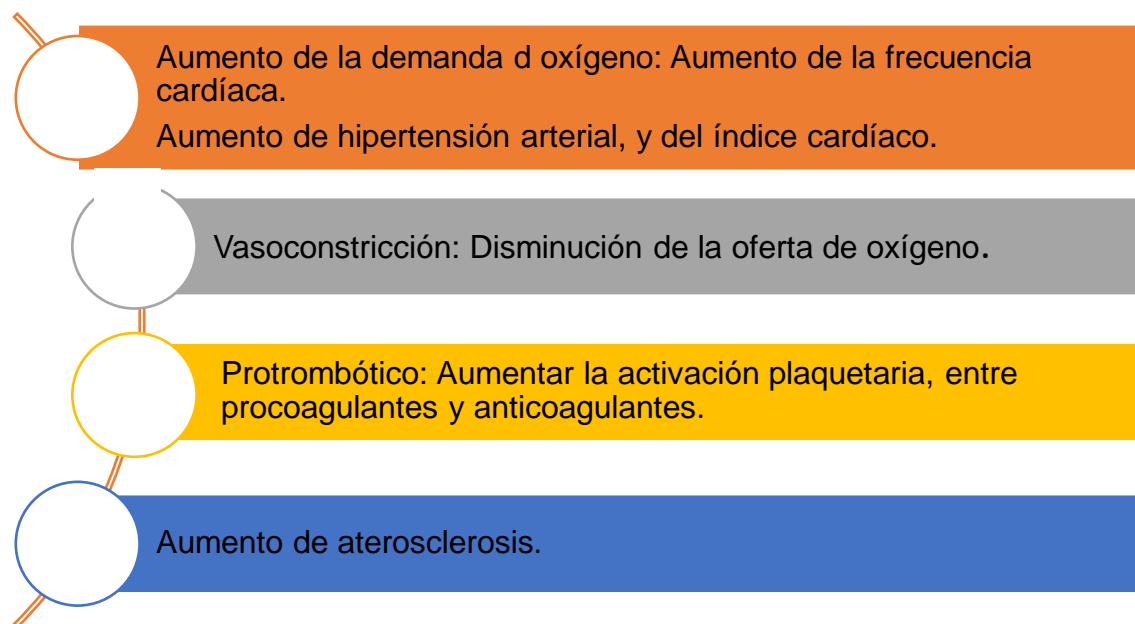 Aumento de la demanda d oxígeno: Aumento de la frecuencia
cardíaca.
Aumento de hipertensión arterial, y del índice cardíaco.
Vasoconstricción: Disminución de la oferta de oxígeno.
Protrombótico: Aumentar la activación plaquetaria, entre
procoagulantes y anticoagulantes.
Aumento de aterosclerosis.